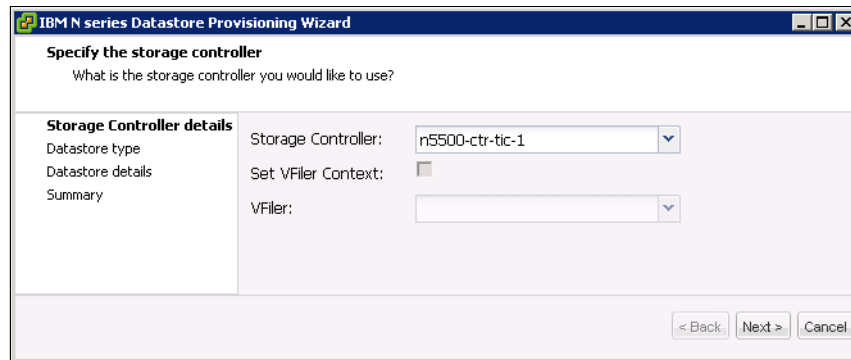 IBM N series Datastore Provisioning Wizard
Specify the storage controller
What is the storage controller you would like to use?
Storage Controller details
Datastore type
Datastore details
Summary
Storage Controller:
n5500-ctr-tic-1
Set VFiler Context:
VFiler:
< Back
Next >
Cancel